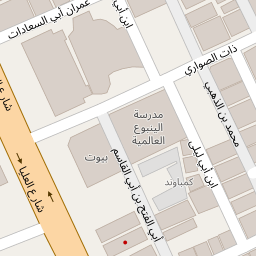 عمران أبي السعادات
ابن أبي
ذات الصواري
محمد بن الذهبي
مدرسة
الينبوع
العالمية
بيوت
ابن أبي ليلى
كمباوند
أبي الفتح بن أبي القاسم
شارع العليا
شارع العليا